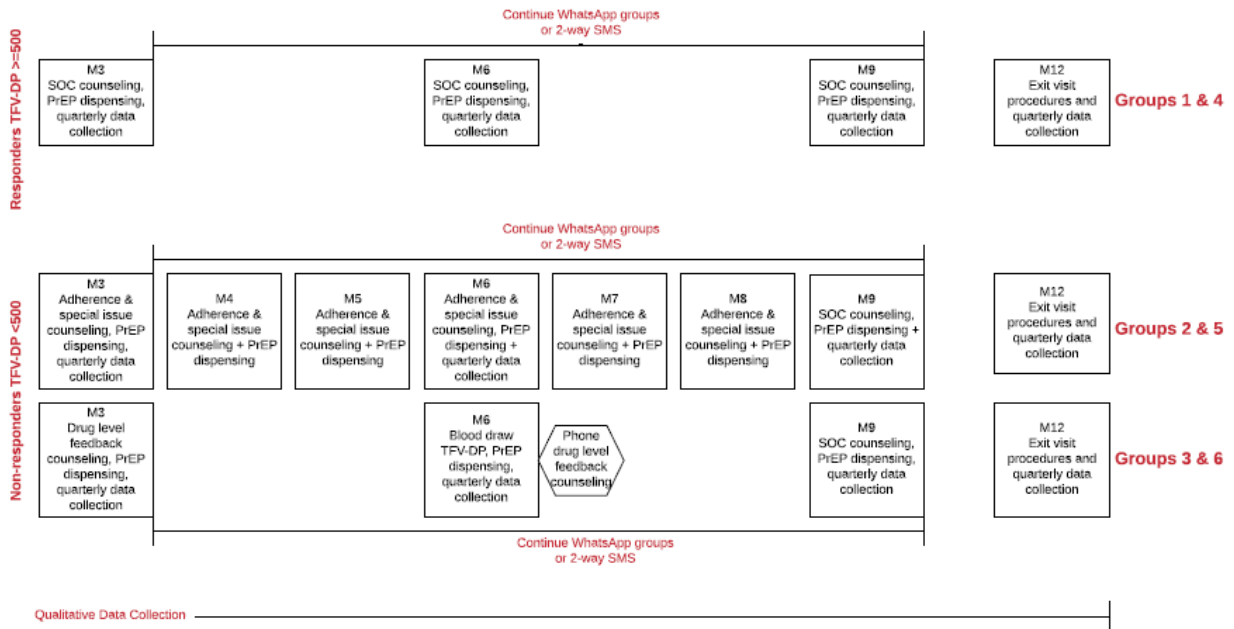 Continue WhatsApp groups
or 2-way SMS
Responders TFV-DP >=500
M3
SOC counseling,
PrEP dispensing,
quarterly data
collection
M6
SOC counseling,
PrEP dispensing,
quarterly data
collection
M9
SOC counseling,
PrEP dispensing,
quarterly data
collection
M12
Exit visit
procedures and
quarterly data
collection
Groups 1 & 4
Continue WhatsApp groups
or 2-way SMS
Non-responders TFV-DP <500
M3
Adherence &
special issue
counseling, PrEP
dispensing,
quarterly data
collection
M4
Adherence &
special issue
counseling + PrEP
dispensing
M5
Adherence &
special issue
counseling + PrEP
dispensing
M6
Adherence &
special issue
counseling, PrEP
dispensing +
quarterly data
collection
M7
Adherence &
special issue
counseling + PrEP
dispensing
M8
Adherence &
special issue
counseling + PrEP
dispensing
M9
SOC counseling,
PrEP dispensing +
quarterly data
collection
M12
Exit visit
procedures and
quarterly data
collection
Groups 2 & 5
M3
Drug level
feedback
counseling, PrEP
dispensing,
quarterly data
collection
M6
Blood draw
TFV-DP, PrEP
dispensing,
quarterly data
collection
Phone
drug level
feedback
counseling
M9
SOC counseling,
PrEP dispensing,
quarterly data
collection
M12
Exit visit
procedures and
quarterly data
collection
Groups 3 & 6
Continue WhatsApp groups
or 2-way SMS
Qualitative Data Collection